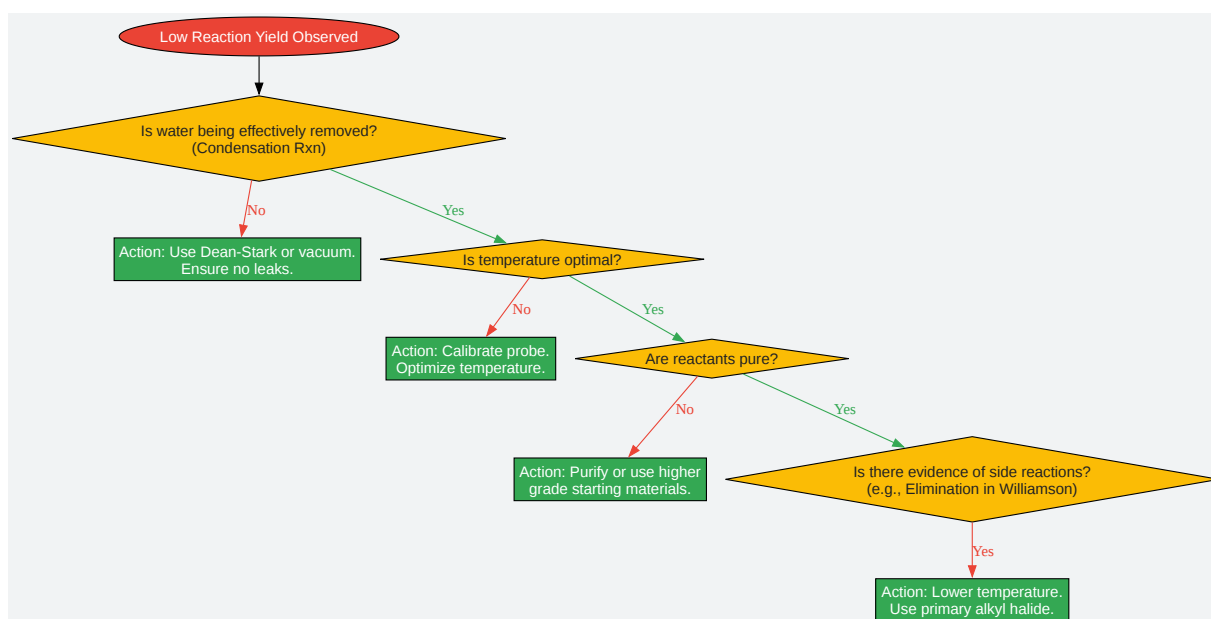 Low Reaction Yield Observed
Is water being effectively removed?
(Condensation Rxn)
No
Yes
Action: Use Dean-Stark or vacuum.
Ensure no leaks.
Is temperature optimal?
No
Yes
Action: Calibrate probe.
Optimize temperature.
Are reactants pure?
No
Yes
Action: Purify or use higher
grade starting materials.
Is there evidence of side reactions?
(e.g., Elimination in Williamson)
Yes
Action: Lower temperature.
Use primary alkyl halide.